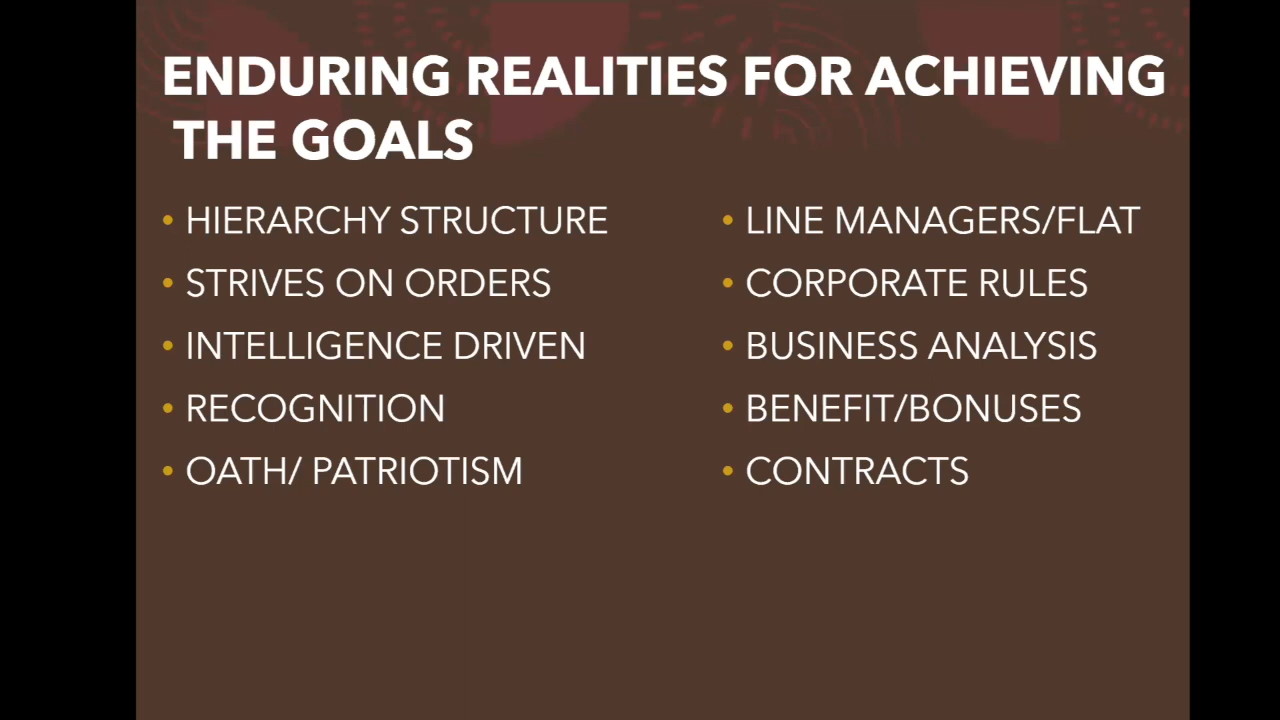 ENDURING REALITIES FOR ACHIEVING
THE GOALS
• HIERARCHY STRUCTURE
• STRIVES ON ORDERS
• INTELLIGENCE DRIVEN
• RECOGNITION
• OATH/ PATRIOTISM
• LINE MANAGERS/FLAT
• CORPORATE RULES
• BUSINESS ANALYSIS
• BENEFIT/BONUSES
• CONTRACTS